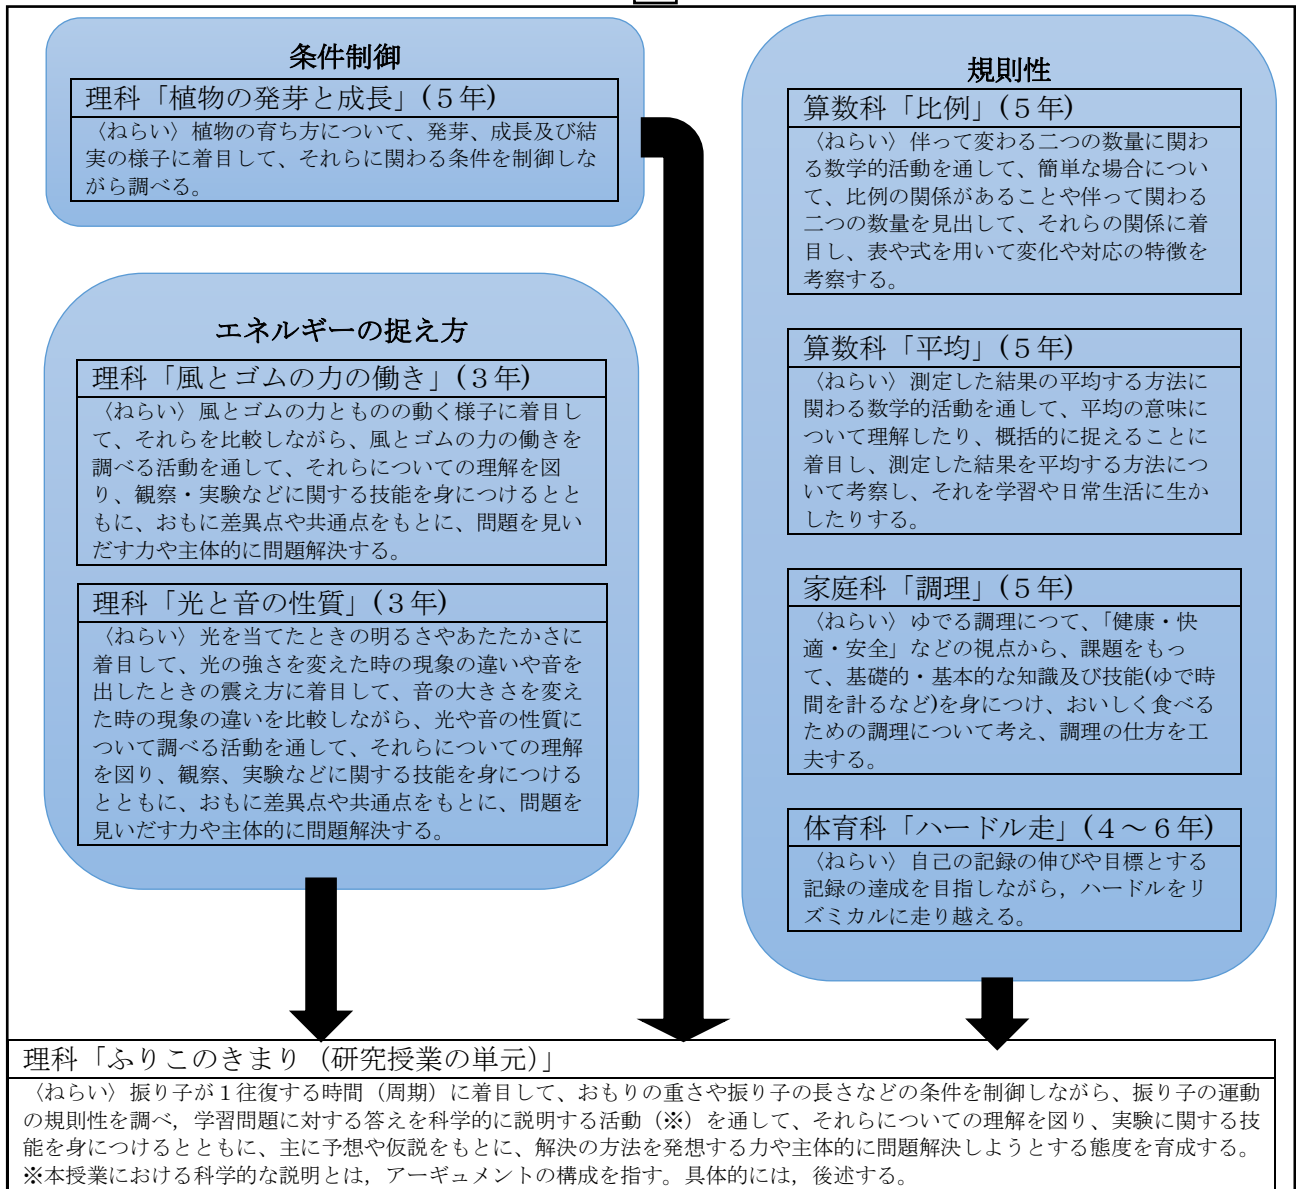 条件制御
理科「植物の発芽と成長」(５年)
〈ねらい〉植物の育ち方について、発芽、成長及び結
実の様子に着目して、それらに関わる条件を制御しな
がら調べる。
エネルギーの捉え方
理科「風とゴムの力の働き」(３年)
〈ねらい〉風とゴムの力とものの動く様子に着目し
て、それらを比較しながら、風とゴムの力の働きを
調べる活動を通して、それらについての理解を図
り、観察・実験などに関する技能を身につけるとと
もに、おもに差異点や共通点をもとに、問題を見い
だす力や主体的に問題解決する。
理科「光と音の性質」(３年)
〈ねらい〉光を当てたときの明るさやあたたかさに
着目して、光の強さを変えた時の現象の違いや音を
出したときの震え方に着目して、音の大きさを変え
た時の現象の違いを比較しながら、光や音の性質に
ついて調べる活動を通して、それらについての理解
を図り、観察、実験などに関する技能を身につける
とともに、おもに差異点や共通点をもとに、問題を
見いだす力や主体的に問題解決する。
規則性
算数科「比例」(５年)
〈ねらい〉伴って変わる二つの数量に関わ
る数学的活動を通して、簡単な場合につい
て、比例の関係があることや伴って関わる
二つの数量を見出して、それらの関係に着
目し、表や式を用いて変化や対応の特徴を
考察する。
算数科「平均」(５年)
〈ねらい〉測定した結果の平均する方法に
関わる数学的活動を通して、平均の意味に
ついて理解したり、概括的に捉えることに
着目し、測定した結果を平均する方法につ
いて考察し、それを学習や日常生活に生か
したりする。
家庭科「調理」(５年)
〈ねらい〉ゆでる調理につて、「健康・快
適・安全」などの視点から、課題をもっ
て、基礎的・基本的な知識及び技能(ゆで時
間を計るなど)を身につけ、おいしく食べる
ための調理について考え、調理の仕方を工
夫する。
体育科「ハードル走」(４～６年)
〈ねらい〉自己の記録の伸びや目標とする
記録の達成を目指しながら，ハードルをリ
ズミカルに走り越える。
理科「ふりこのきまり（研究授業の単元）」
〈ねらい〉振り子が１往復する時間（周期）に着目して、おもりの重さや振り子の長さなどの条件を制御しながら、振り子の運動
の規則性を調べ，学習問題に対する答えを科学的に説明する活動（※）を通して、それらについての理解を図り、実験に関する技
能を身につけるとともに、主に予想や仮説をもとに、解決の方法を発想する力や主体的に問題解決しようとする態度を育成する。
※本授業における科学的な説明とは，アーギュメントの構成を指す。具体的には，後述する。